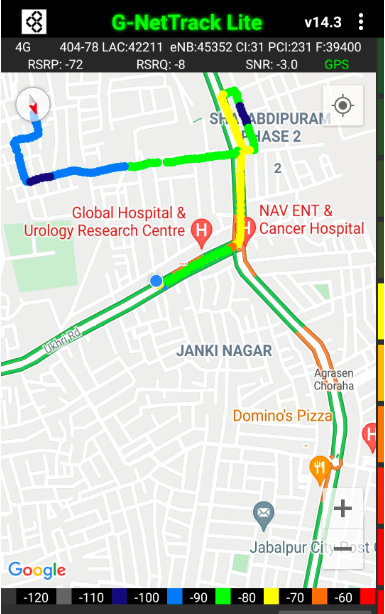 G-NetTrack Lite v14.3
4G 404-78 LAC:42211 eNB:45352 CI:31 PCI:231 F:39400
RSRP: -72 RSRQ: -8 SNR: -3.0 GPS
PHASE 2
2
Global Hospital &
Urology Research Centre
H
NAV ENT &
Cancer Hospital
H
Ukhri Rd
JANKI NAGAR
Agrasen
Choraha
Domino's Pizza
H
+
Jabalpur City Post
−
Google
-120 -110 -100 -90 -80 -70 -60